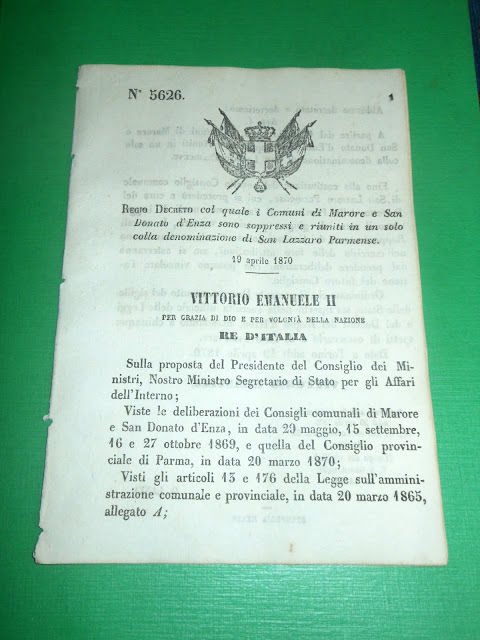 N° 5626.
1
REGIO DECRETO col quale i Comuni di Marore e San
Donato d'Enza sono soppressi e riuniti in un solo
colla denominazione di San Lazzaro Parmense.
19 aprile 1870
VITTORIO EMANUELE II
PER GRAZIA DI DIO E PER VOLONTÀ DELLA NAZIONE
RE D'ITALIA
Sulla proposta del Presidente del Consiglio dei Mi-
nistri, Nostro Ministro Segretario di Stato per gli Affari
dell'Interno;
Viste le deliberazioni dei Consigli comunali di Marore
e San Donato d'Enza, in data 29 maggio, 15 settembre,
16 e 27 ottobre 1869, e quella del Consiglio provin-
ciale di Parma, in data 20 marzo 1870;
Visti gli articoli 13 e 176 della Legge sull'ammini-
strazione comunale e provinciale, in data 20 marzo 1865,
allegato A;